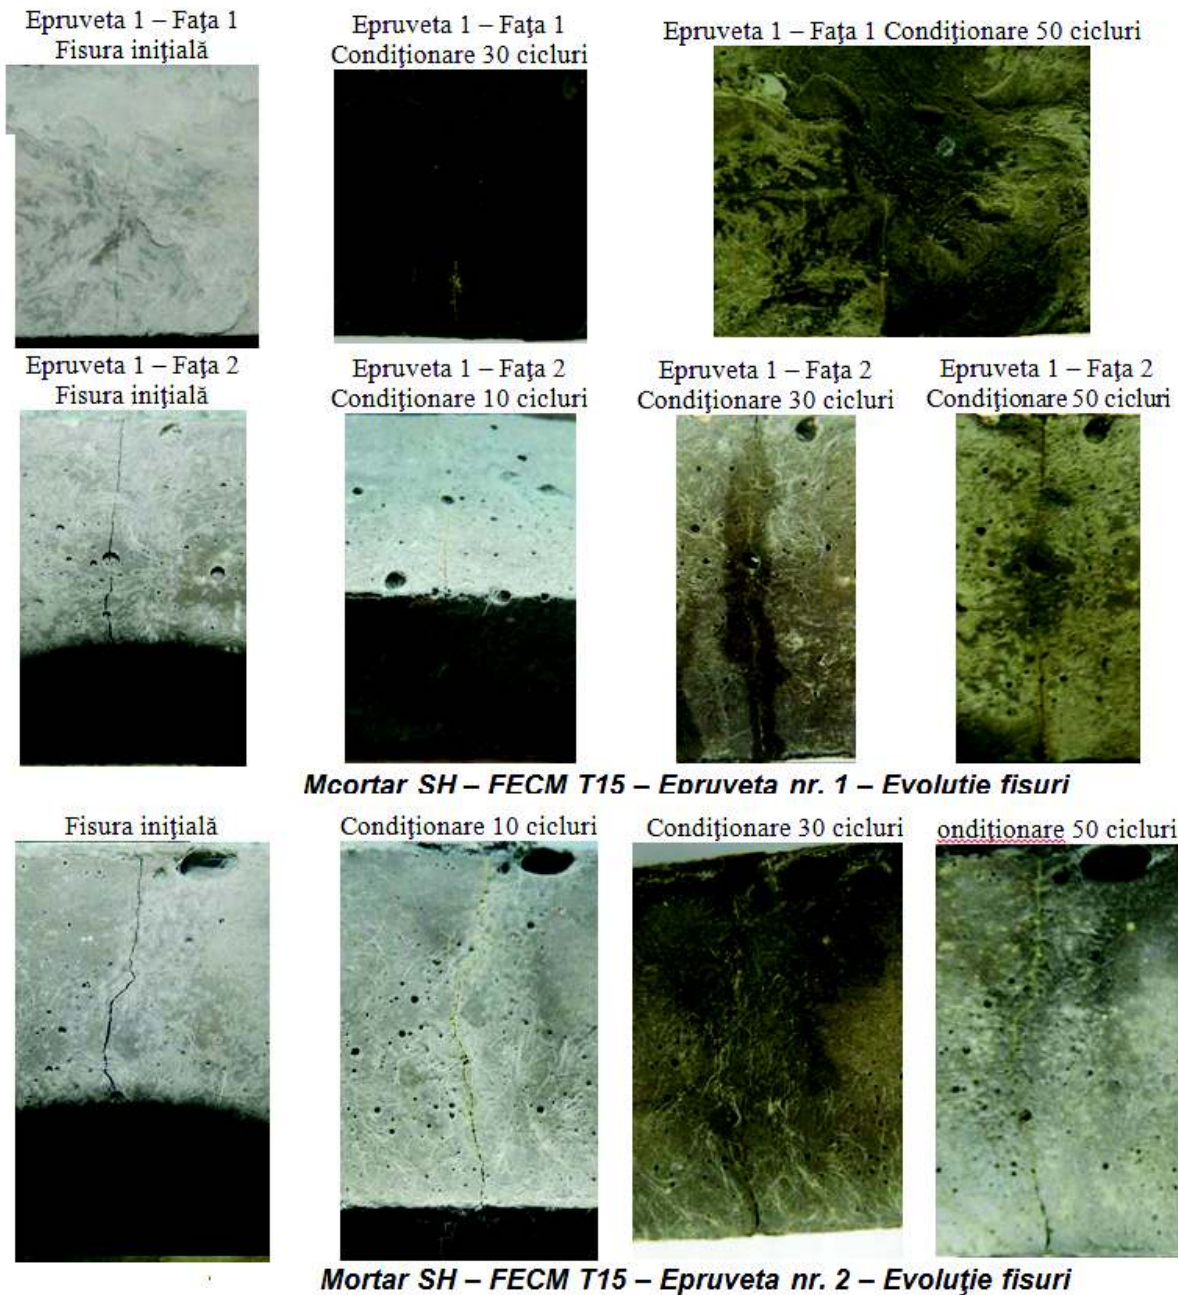 Epruveta 1 – Faţa 1
Fisura iniţială
Epruveta 1 – Faţa 1
Condiţionare 30 cicluri
Epruveta 1 – Faţa 1 Condiţionare 50 cicluri
Epruveta 1 – Faţa 2
Fisura iniţială
Epruveta 1 – Faţa 2
Condiţionare 10 cicluri
Epruveta 1 – Faţa 2
Condiţionare 30 cicluri
Epruveta 1 – Faţa 2
Condiţionare 50 cicluri
Mcortar SH – FECM T15 – Epruveta nr. 1 – Evolutie fisuri
Fisura iniţială
Condiţionare 10 cicluri
Condiţionare 30 cicluri
ondiţionare 50 cicluri
Mortar SH – FECM T15 – Epruveta nr. 2 – Evoluţie fisuri